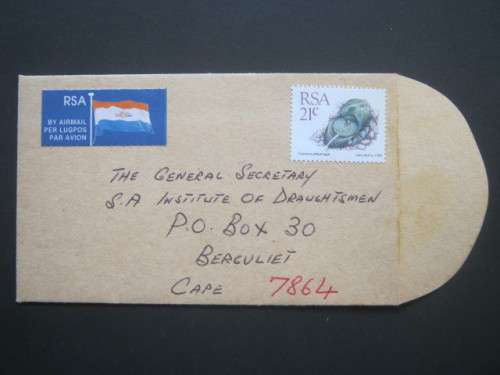 RSA
BY AIRMAIL
PER LUGPOS
PAR AVION
RSA
21c
THE GENERAL SECRETARY
S.A INSTITUTE OF DRAUGHTSMEN
P.O. BOX 30
BERGVLIET
CAPE 7864